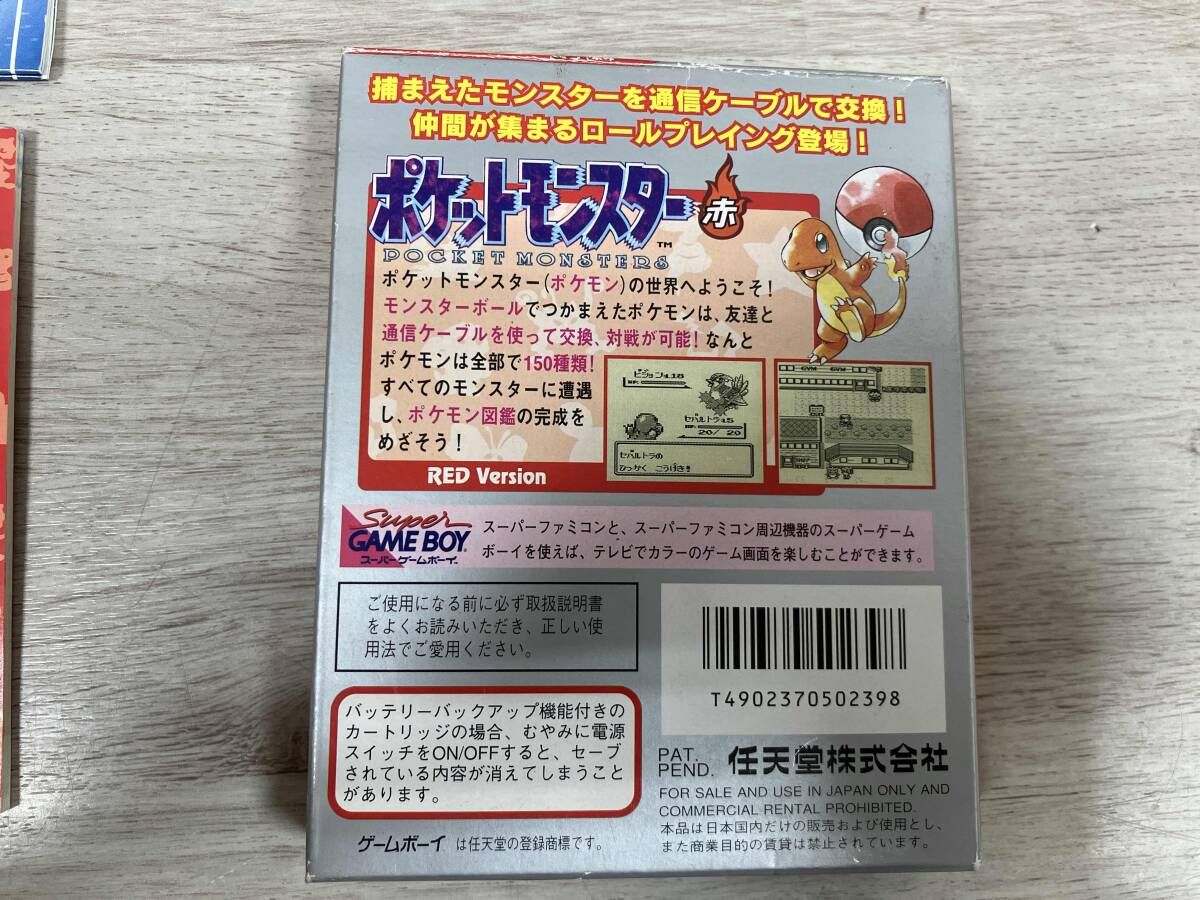 捕まえたモンスターを通信ケーブルで交換!
仲間が集まるロールプレイング登場!
ポケットモンスター 赤
TM
POCKET MONSTERS
ポケットモンスター(ポケモン)の世界へようこそ!
モンスターボールでつかまえたポケモンは、友達と
通信ケーブルを使って交換、対戦が可能!なんと
ポケモンは全部で150種類!
すべてのモンスターに遭遇
し、ポケモン図鑑の完成を
めざそう!
20/20
ひっかく こうげき!!
GYM
RED Version
Super
GAME BOY
スーパーゲームボーイ
スーパーファミコンと、スーパーファミコン周辺機器のスーパーゲーム
ボーイを使えば、テレビでカラーのゲーム画面を楽しむことができます。
ご使用になる前に必ず取扱説明書
をよくお読みいただき、正しい使
用法でご愛用ください。
T4902370502398
バッテリーバックアップ機能付きの
カートリッジの場合、むやみに電源
スイッチをON/OFFすると、セーブ
されている内容が消えてしまうこと
があります。
PAT.
PEND. 任天堂株式会社
FOR SALE AND USE IN JAPAN ONLY AND
COMMERCIAL RENTAL PROHIBITED.
本品は日本国内だけの販売および使用とし、
また商業目的の賃貸は禁止されています。
ゲームボーイ は任天堂の登録商標です。